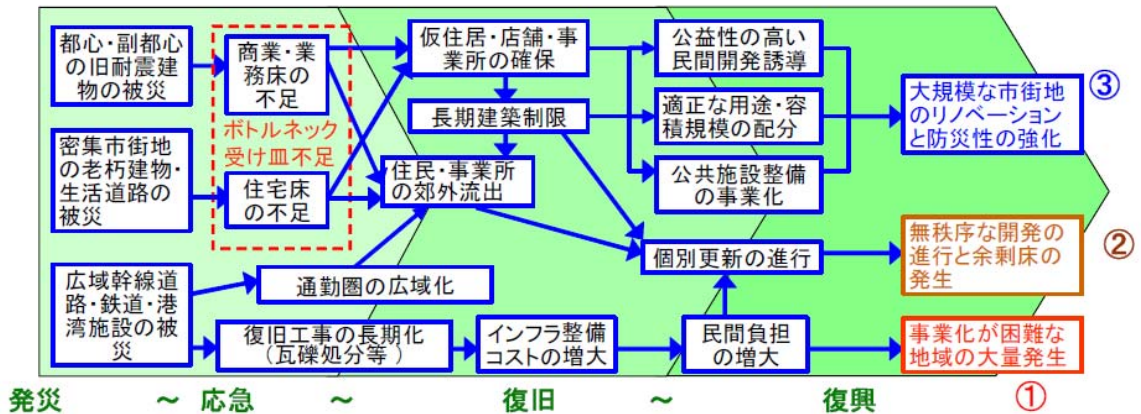 都心・副都心
の旧耐震建
物の被災
密集市街地
の老朽建物・
生活道路の
被災
広域幹線道
路・鉄道・港
湾施設の被
災
商業・業
務床の
不足
ボトルネック
受け皿不足
住宅床
の不足
通勤圏の広域化
復旧工事の長期化
（瓦礫処分等）
仮住居・店舗・事
業所の確保
長期建築制限
住民・事業所
の郊外流出
インフラ整備
コストの増大
公益性の高い
民間開発誘導
適正な用途・容
積規模の配分
公共施設整備
の事業化
個別更新の進行
民間負担
の増大
大規模な市街地
のリノベーション
と防災性の強化
③
無秩序な開発の
進行と余剰床の
発生
②
事業化が困難な
地域の大量発生
①
発災 ～ 応急 ～ 復旧 ～ 復興